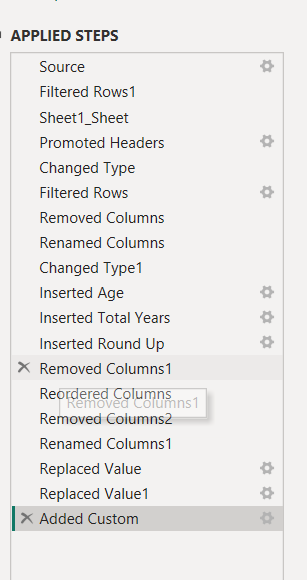 APPLIED STEPS
Source
Filtered Rows1
Sheet1_Sheet
Promoted Headers
Changed Type
Filtered Rows
Removed Columns
Renamed Columns
Changed Type1
Inserted Age
Inserted Total Years
Inserted Round Up
Removed Columns1
Reordered Columns
Removed Columns1
Removed Columns2
Renamed Columns1
Replaced Value
Replaced Value1
Added Custom